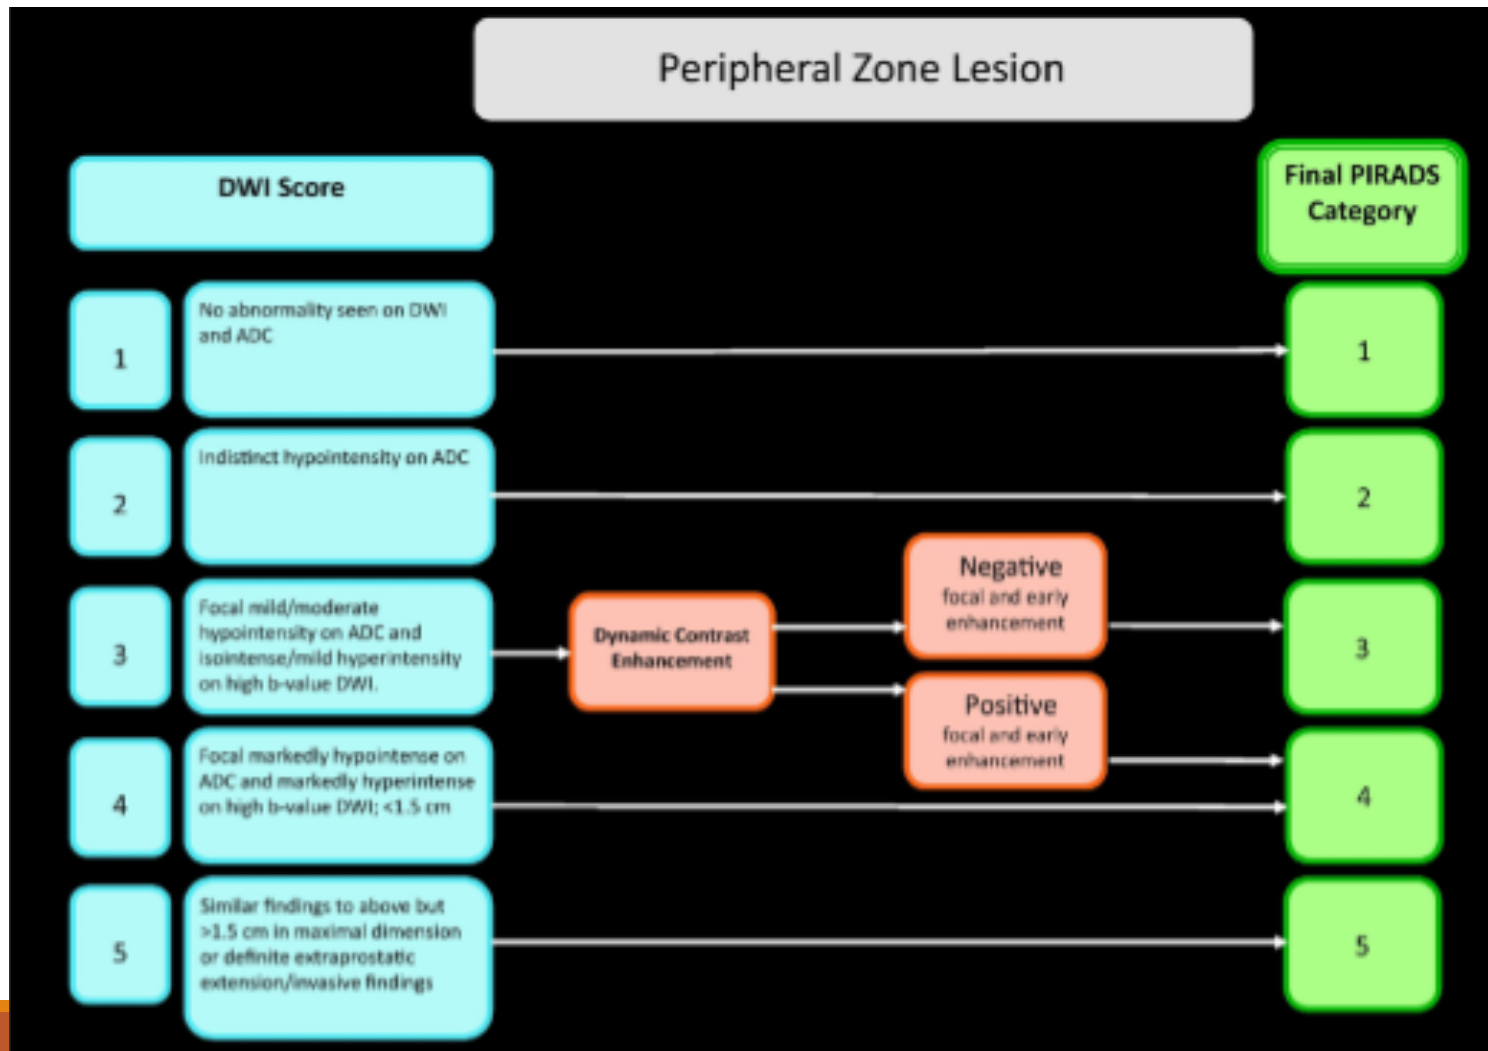 Peripheral Zone Lesion
DWI Score
Final PIRADS
Category
1
No abnormality seen on DWI
and ADC
1
2
Indistinct hypointensity on ADC
2
3
Focal mild/moderate
hypointensity on ADC and
isointense/mild hyperintensity
on high b-value DWI.
Dynamic Contrast
Enhancement
Negative
focal and early
enhancement
Positive
focal and early
enhancement
3
4
Focal markedly hypointense on
ADC and markedly hyperintense
on high b-value DWI; <1.5 cm
4
5
Similar findings to above but
>1.5 cm in maximal dimension
or definite extraprostatic
extension/invasive findings
5